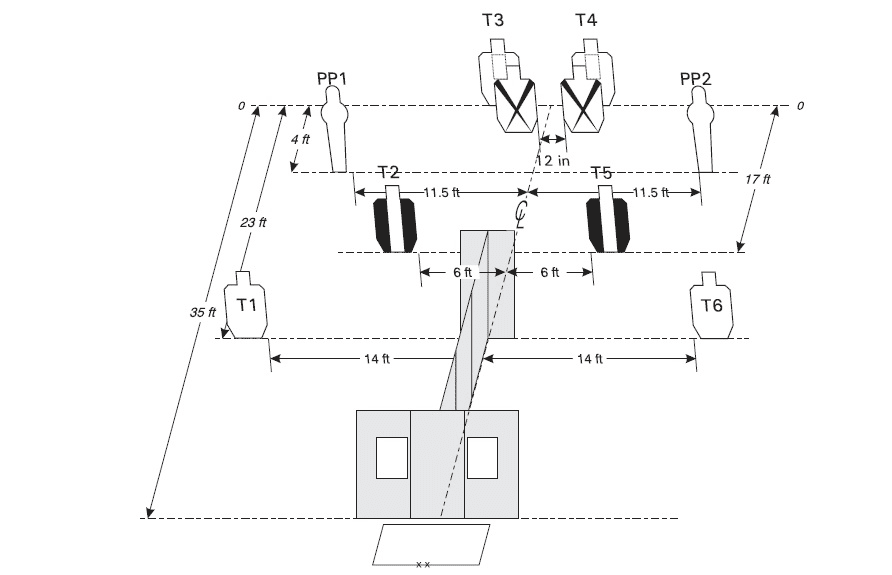 T3 T4
PP1 PP2
0 0
4 ft
12 in
T2 T5
17 ft
11.5 ft 11.5 ft
23 ft
℄
6 ft 6 ft
T1 T6
35 ft
14 ft 14 ft
x x